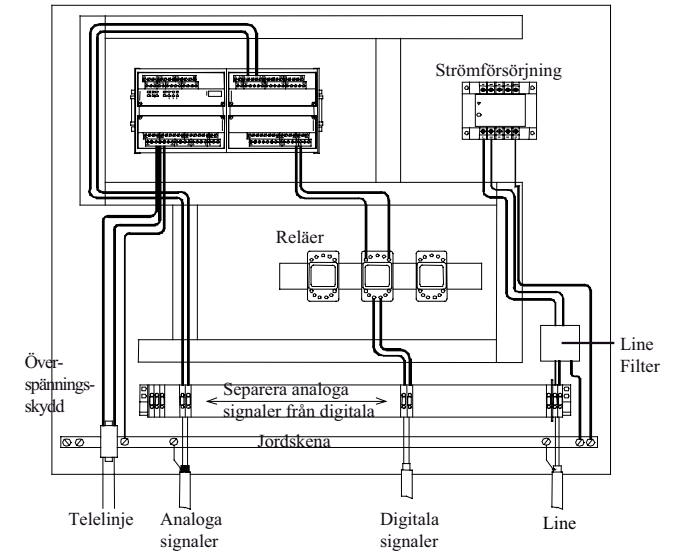 Strömförsörjning
Reläer
Line
Filter
Över-
spännings-
skydd
Separera analoga
signaler från digitala
Jordskena
Telelinje
Analoga
signaler
Digitala
signaler
Line